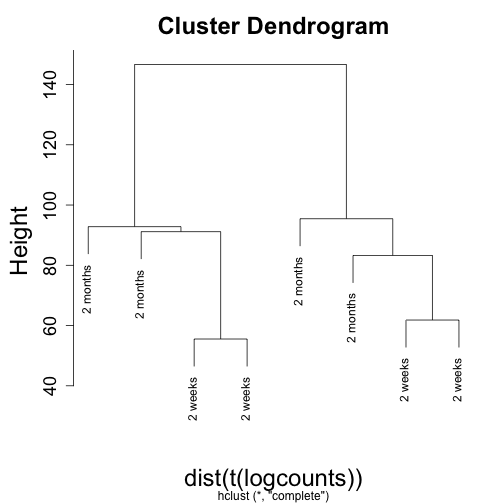 Cluster Dendrogram
Height
140
120
100
80
60
40
2 months
2 months
2 weeks
2 weeks
2 months
2 months
2 weeks
2 weeks
dist(t(logcounts))
hclust (*, "complete")